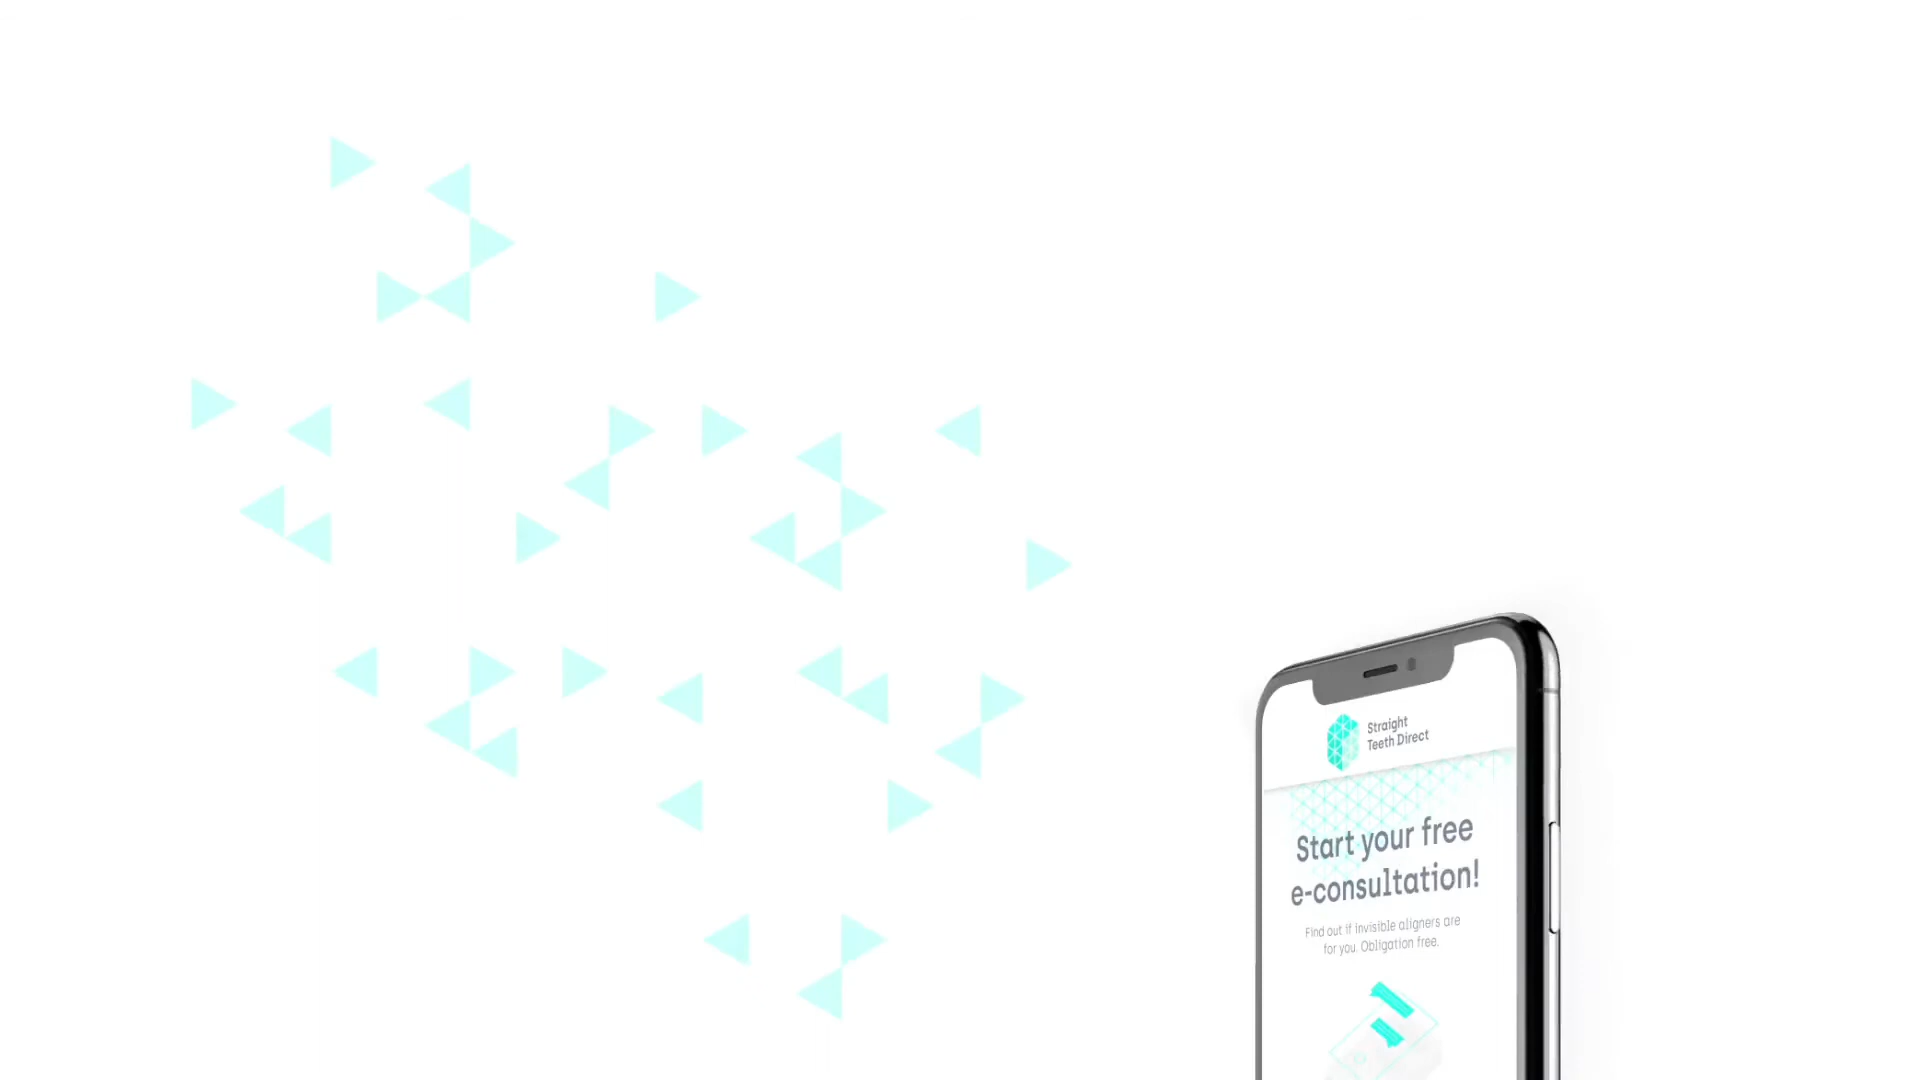 Straight
Teeth Direct
Start your free
e-consultation!
Find out if invisible aligners are
for you. Obligation free.